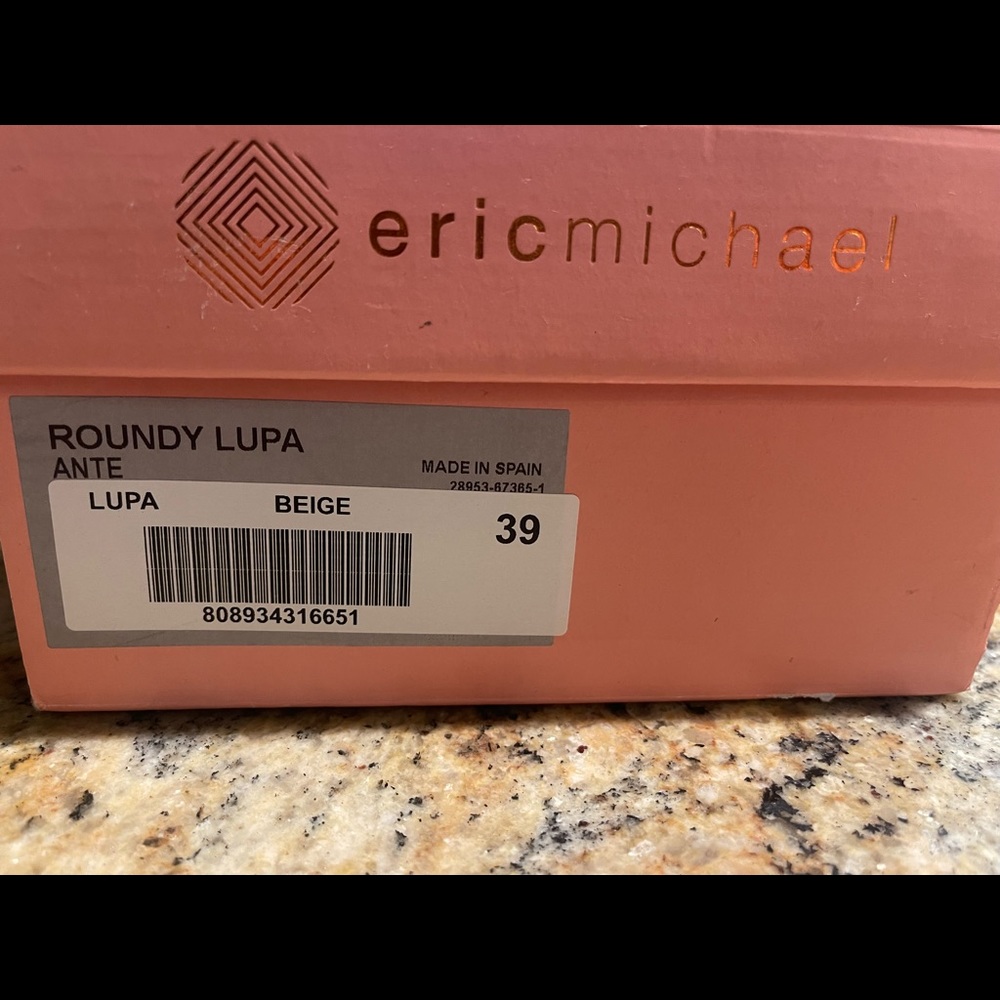 ericmichael
ROUNDY LUPA
ANTE
MADE IN SPAIN
28953-67365-1
LUPA BEIGE
39
808934316651